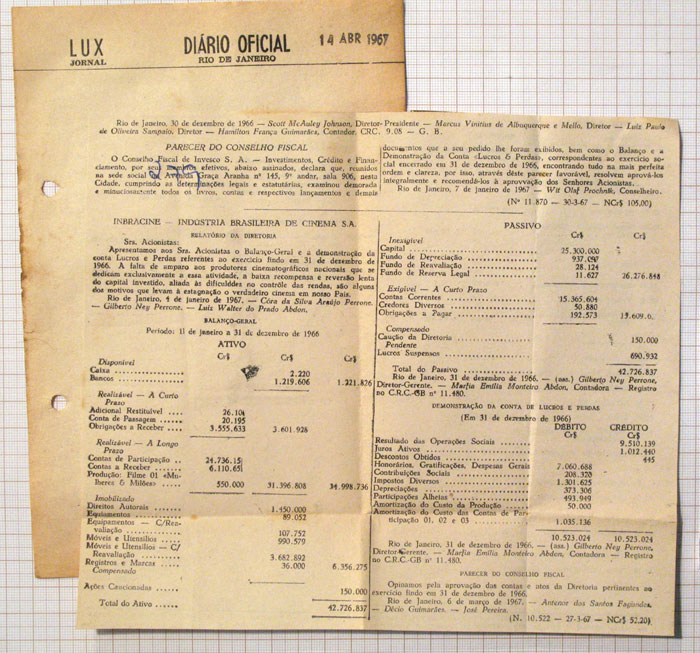 LUX
JORNAL
DIÁRIO OFICIAL
RIO DE JANEIRO
14 ABR 1967
Rio de Janeiro, 30 de dezembro de 1966 — Scott McAuley Johnson, Diretor-Presidente — Marcus Vinitius de Albuquerque e Mello, Diretor — Luiz Paulo
de Oliveira Sampaio, Diretor — Hamilton França Guimarães, Contador, CRC. 9.08 — G. B.
PARECER DO CONSELHO FISCAL
O Conselho Fiscal de Invesco S. A. — Investimentos, Crédito e Finan-
ciamento, por seus efetivos, abaixo assinados, declara que, reunidos
na sede social Aranha nº 145, 9º andar, sala 906, nesta
Cidade, cumprindo as determinações legais e estatutárias, examinou demorada
e minuciosamente todos os livros, contas e respectivos lançamentos e demais
documentos que a seu pedido lhe foram exibidos, bem como o Balanço e a
Demonstração da Conta «Lucros & Perdas», correspondentes ao exercício so-
cial encerrado em 31 de dezembro de 1966, encontrando tudo na mais perfeita
ordem e clareza, por isso, através dêste parecer favorável, resolvem aprová-los
integralmente e recomendá-los à aprovação dos Senhores Acionistas.
Rio de Janeiro, 7 de janeiro de 1967 — Wit Olaf Prochnik, Conselheiro.
(Nº 11.870 - 30-3-67 — NCr$ 105,00)
INBRACINE — INDÚSTRIA BRASILEIRA DE CINEMA S.A.
RELATÓRIO DA DIRETORIA
Srs. Acionistas:
Apresentamos aos Srs. Acionistas o Balanço-Geral e a demonstração da
conta Lucros e Perdas referentes ao exercício findo em 31 de dezembro de
1966. A falta de amparo aos produtores cinematográficos nacionais que se
dedicam exclusivamente a sua atividade, a baixa recompensa e reversão lenta
do capital investido, aliada às dificuldades no contrôle das rendas, são alguns
dos motivos que levam à estagnação o verdadeiro cinema em nosso País.
Rio de Janeiro, 4 de janeiro de 1967. — Côra da Silva Araújo Perrone.
— Gilberto Ney Perrone. — Luiz Walter do Prado Abdon.
BALANÇO-GERAL
Período: 1 de janeiro a 31 de dezembro de 1966
ATIVO
Cr$ Cr$ Cr$
Disponível
Caixa 2.220
Bancos 1.219.606 1.221.826
Realizável — A Curto
Prazo
Adicional Restituível 26.10
Conta de Passagem 20.195
Obrigações a Receber 3.555.633 3.601.928
Realizável — A Longo
Prazo
Contas de Participação 24.736.15
Contas a Receber 6.110.65
Produção: Filme 01 «Mu-
lheres & Milões» 550.000 31.396.808 34.998.736
Imobilizado
Direitos Autorais 1.450.000
Equipamentos 89.052
Equipamentos — C/Rea-
valiação 107.752
Móveis e Utensílios 990.579
Móveis e Utensílios — C/
Reavaliação 3.682.892
Registros e Marcas 36.000 6.356.275
Compensado
Ações Caucionadas 150.000
Total do Ativo 42.726.837
PASSIVO
Cr$ Cr$
Inexigível
Capital 25.300.000
Fundo de Depreciação 937.097
Fundo de Reavaliação 28.124
Fundo de Reserva Legal 11.627 26.276.848
Exigível — A Curto Prazo
Contas Correntes 15.365.604
Credores Diversos 50.880
Obrigações a Pagar 192.573 15.609.0
Compensado
Caução da Diretoria 150.000
Pendente
Lucros Suspensos 690.932
Total do Passivo 42.726.837
Rio de Janeiro, 31 de dezembro de 1966. — (ass.) Gilberto Ney Perrone,
Diretor-Gerente. — Marfia Emília Monteiro Abdon, Contadora — Registro
no C.R.C.-GB nº 11.480.
DEMONSTRAÇÃO DA CONTA DE LUCROS E PERDAS
(Em 31 de dezembro de 1966)
DÉBITO CRÉDITO
Cr$ Cr$
Resultado das Operações Sociais 9.510.139
Juros Ativos 1.012.440
Descontos Obtidos 445
Honorários, Gratificações, Despesas Gerais 7.060.688
Contribuições Sociais 208.328
Impostos Diversos 1.301.625
Depreciações 373.306
Participações Alheias 493.949
Amortização do Custo da Produção 50.000
Amortização do Custo das Contas de Par-
ticipação 01, 02 e 03 1.035.136
10.523.024 10.523.024
Rio de Janeiro, 31 de dezembro de 1966. — (ass.) Gilberto Ney Perrone,
Diretor-Gerente. — Marfia Emília Monteiro Abdon, Contadora — Registro
no C.R.C.-GB nº 11.480.
PARECER DO CONSELHO FISCAL
Opinamos pela aprovação das contas e atos da Diretoria pertinentes ao
exercício findo em 31 de dezembro de 1966.
Rio de Janeiro, 6 de março de 1967. — Antenor dos Santos Fagundes.
— Décio Guimarães. — José Pereira.
(N. 10.522 — 27-3-67 — NCr$ 52,20)